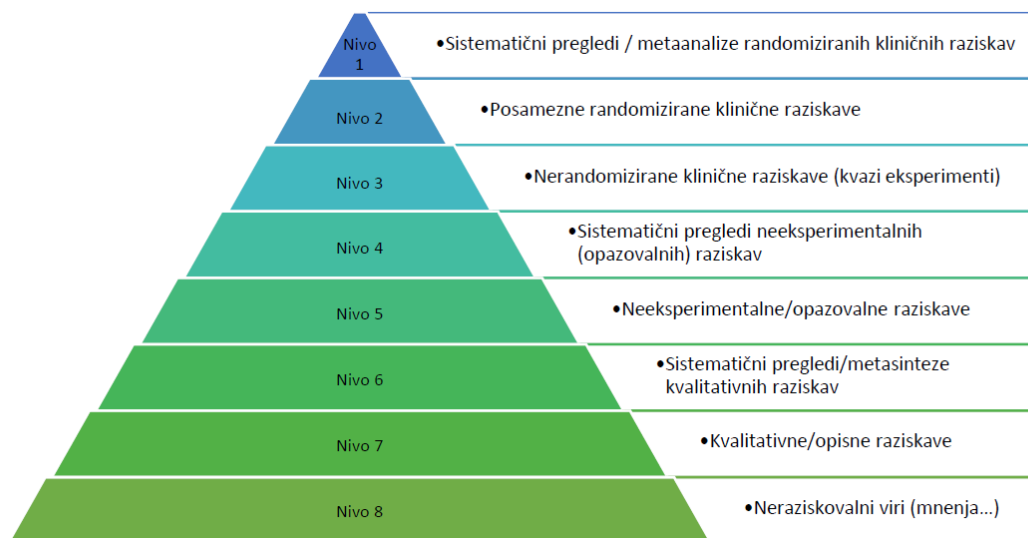 Nivo
1
•Sistematični pregledi / metaanalize randomiziranih kliničnih raziskav
Nivo 2
•Posamezne randomizirane klinične raziskave
Nivo 3
•Nerandomizirane klinične raziskave (kvazi eksperimenti)
Nivo 4
•Sistematični pregledi neeksperimentalnih
(opazovalnih) raziskav
Nivo 5
•Neeksperimentalne/opazovalne raziskave
Nivo 6
•Sistematični pregledi/metasinteze
kvalitativnih raziskav
Nivo 7
•Kvalitativne/opisne raziskave
Nivo 8
•Neraziskovalni viri (mnenja...)